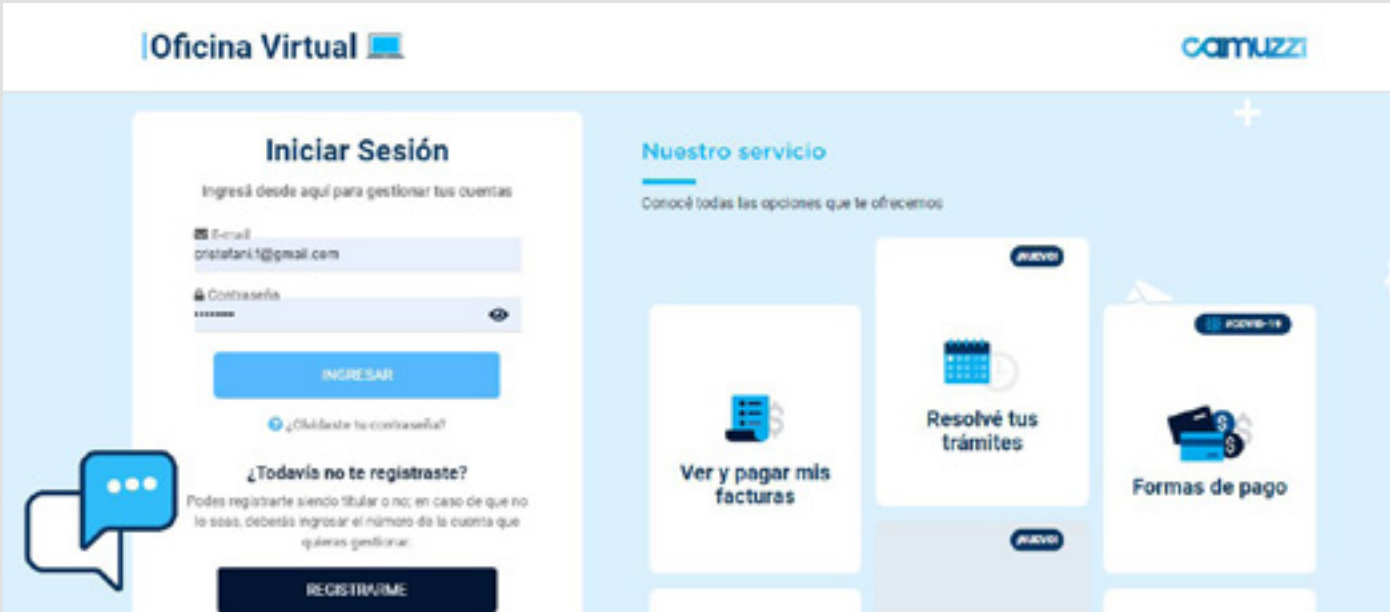 Oficina Virtual
camuzzi
Iniciar Sesión
Ingresá desde aquí para gestionar tus cuentas
E-mail
cristofani.f@gmail.com
Contraseña
INGRESAR
¿Olvidaste tu contraseña?
¿Todavía no te registraste?
Podes registrarte siendo titular o no; en caso de que no
lo seas, deberás ingresar el número de la cuenta que
quieras gestionar.
REGISTRARME
Nuestro servicio
Conocé todas las opciones que te ofrecemos
Ver y pagar mis
facturas
¡NUEVO!
Resolvé tus
trámites
¡NUEVO!
#COVID-19
Formas de pago